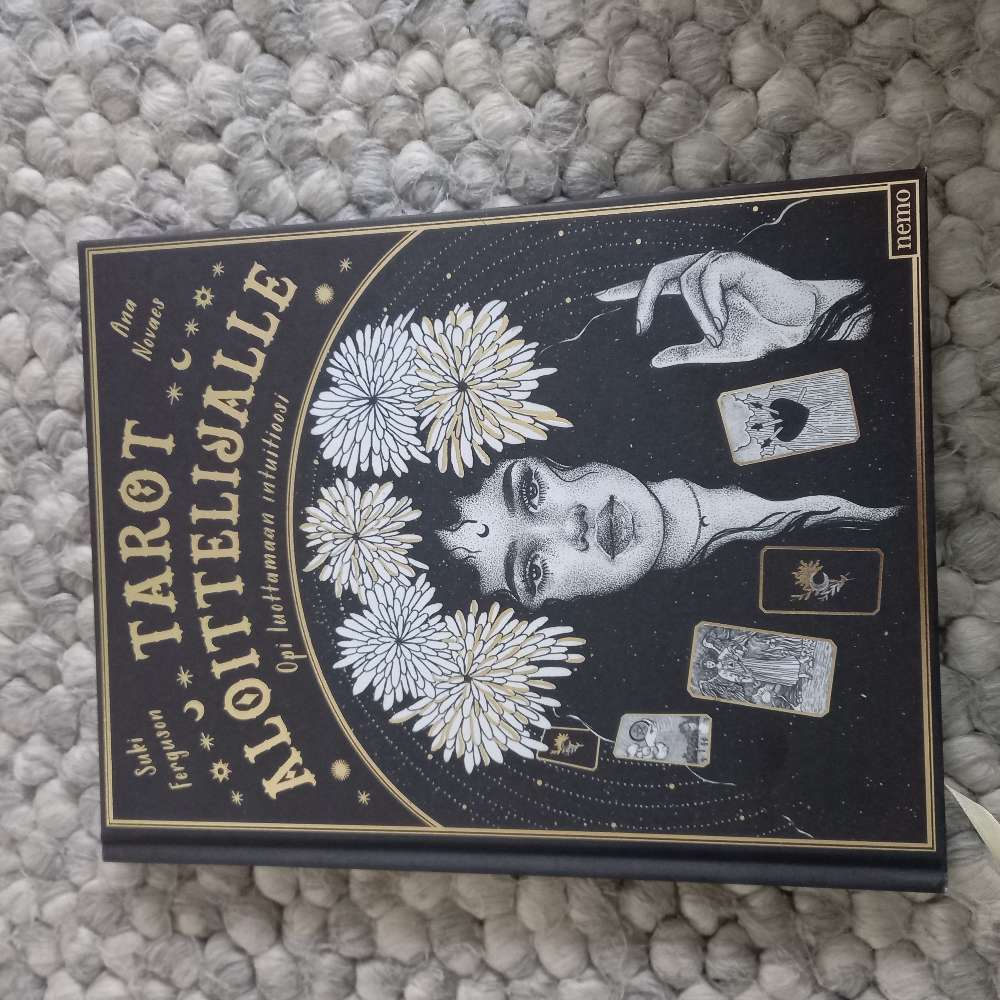 Suki
Ferguson
Ana
Novaes
TAROT
ALOITTELIJALLE
Opi luottamaan intuitioosi
nemo